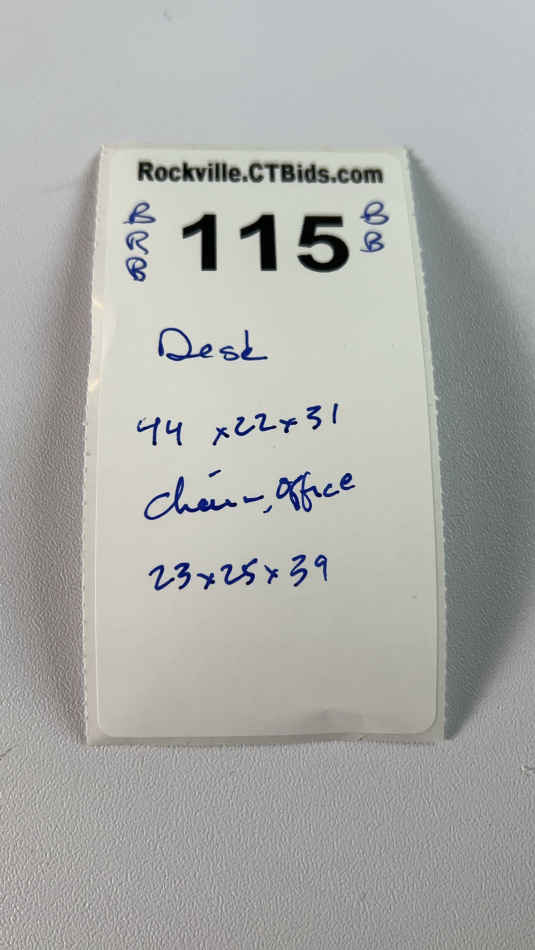 Rockville.CTBids.com
B
R
B
115
B
B
Desk
44 x22x31
Chair, office
23x25x39